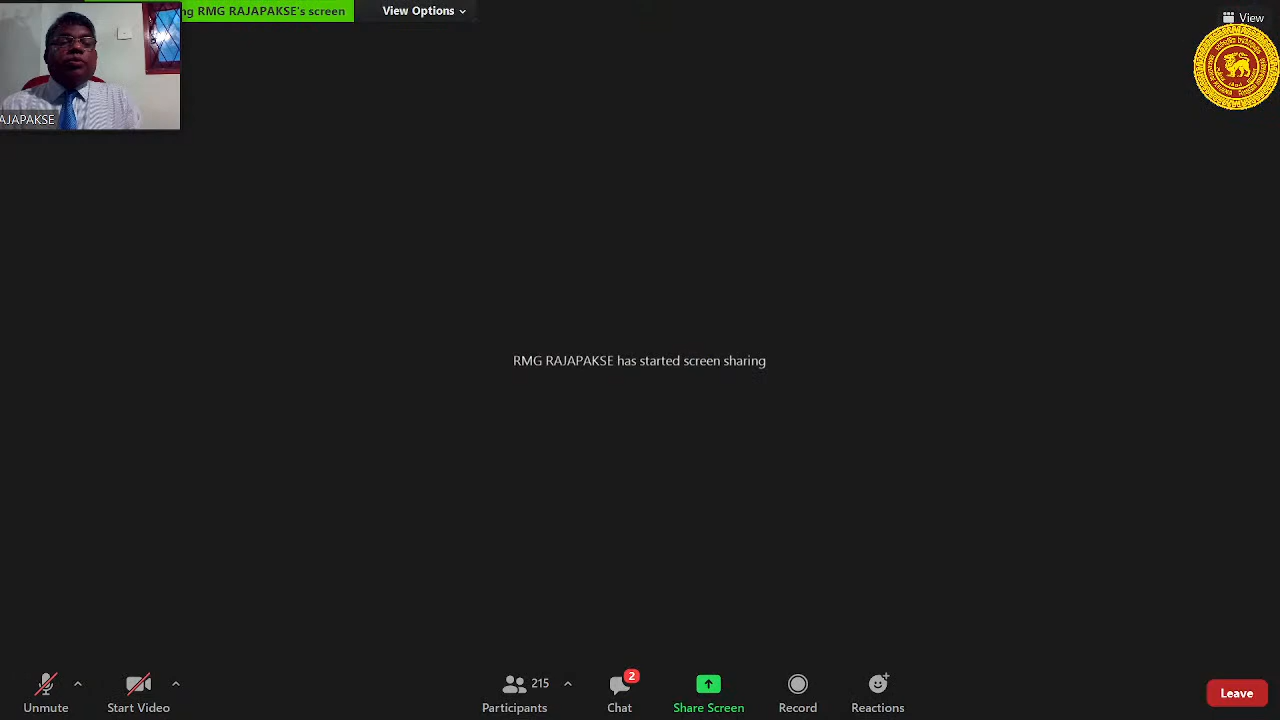 ng RMG RAJAPAKSE's screen
View Options
View
AJAPAKSE
RMG RAJAPAKSE has started screen sharing
215
2
Unmute
Start Video
Participants
Chat
Share Screen
Record
Reactions
Leave